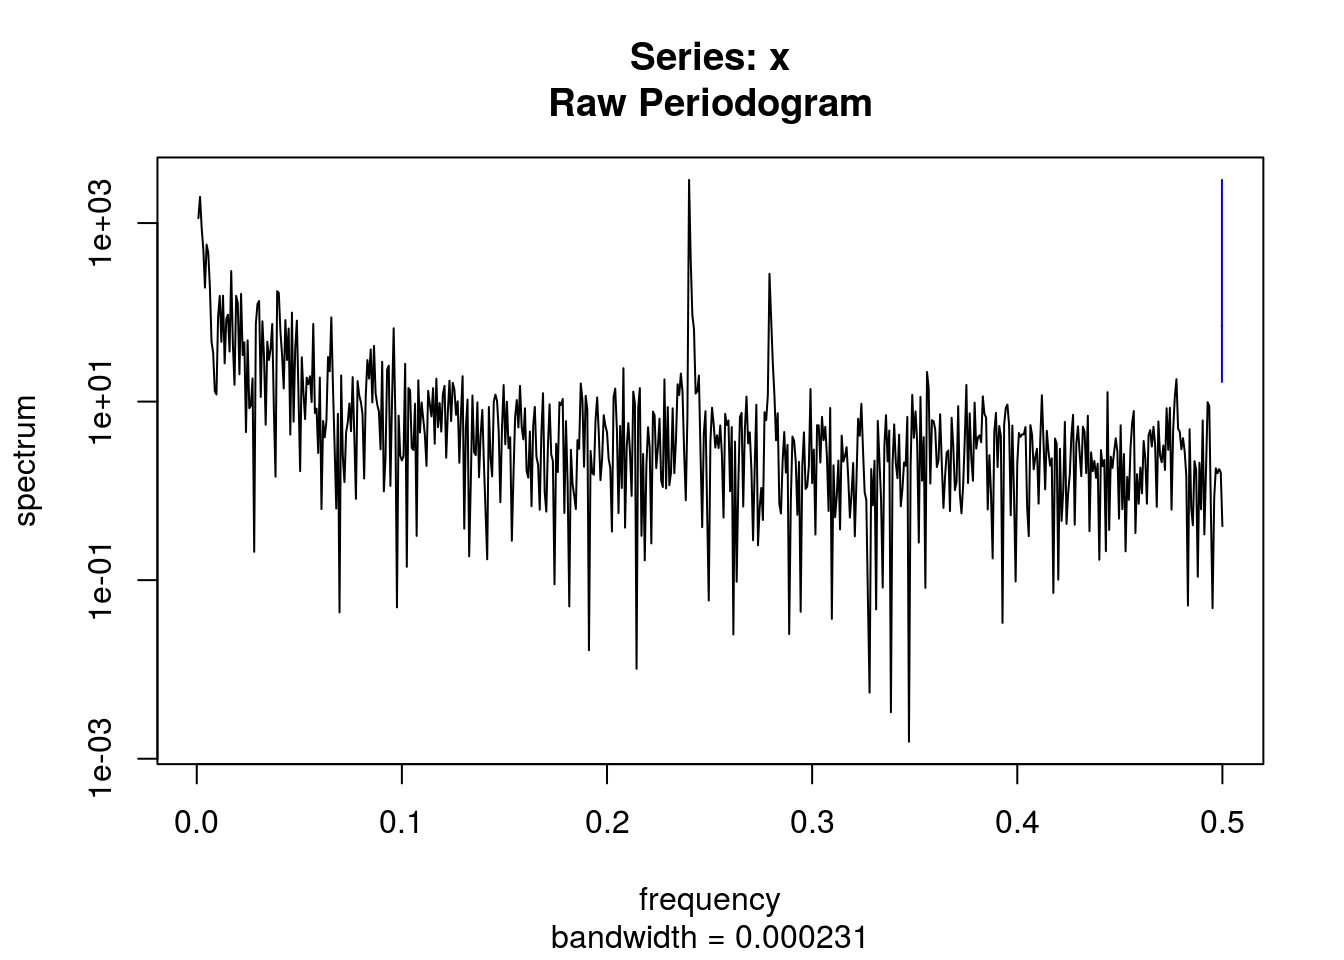 Series: x
Raw Periodogram
spectrum
1e+03
1e+01
1e-01
1e-03
0.0 0.1 0.2 0.3 0.4 0.5
frequency
bandwidth = 0.000231